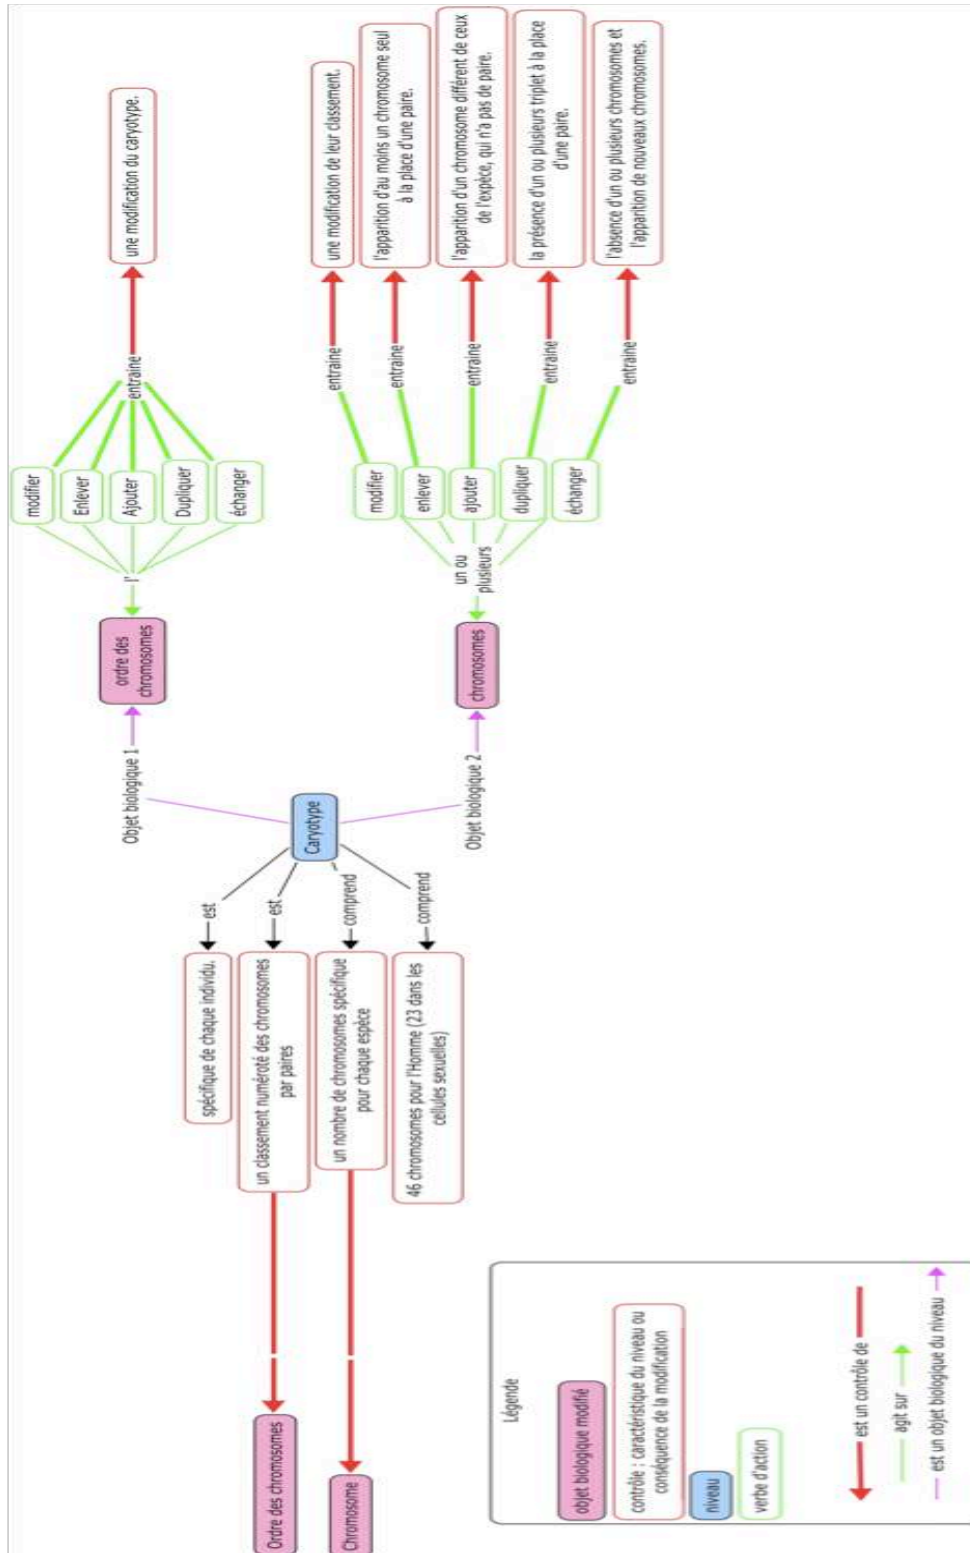 une modification du caryotype.
entraine
modifier
Enlever
Ajouter
Dupliquer
échanger
l'
ordre des
chromosomes
Objet biologique 1
une modification de leur classement.
l'apparition d'au moins un chromosome seul
à la place d'une paire.
l'apparition d'un chromosome différent de ceux
de l'expèce, qui n'a pas de paire.
la présence d'un ou plusieurs triplet à la place
d'une paire.
l'absence d'un ou plusieurs chromosomes et
l'apparition de nouveaux chromosomes.
entraine
entraine
entraine
entraine
entraine
modifier
enlever
ajouter
dupliquer
échanger
un ou
plusieurs
chromosomes
Objet biologique 2
Caryotype
est
est
comprend
comprend
spécifique de chaque individu.
un classement numéroté des chromosomes
par paires
un nombre de chromosomes spécifique
pour chaque espèce
46 chromosomes pour l'Homme (23 dans les
cellules sexuelles)
Ordre des chromosomes
Chromosome
Légende
objet biologique modifié
contrôle : caractéristique du niveau ou
conséquence de la modification
niveau
verbe d'action
est un contrôle de
agit sur
est un objet biologique du niveau